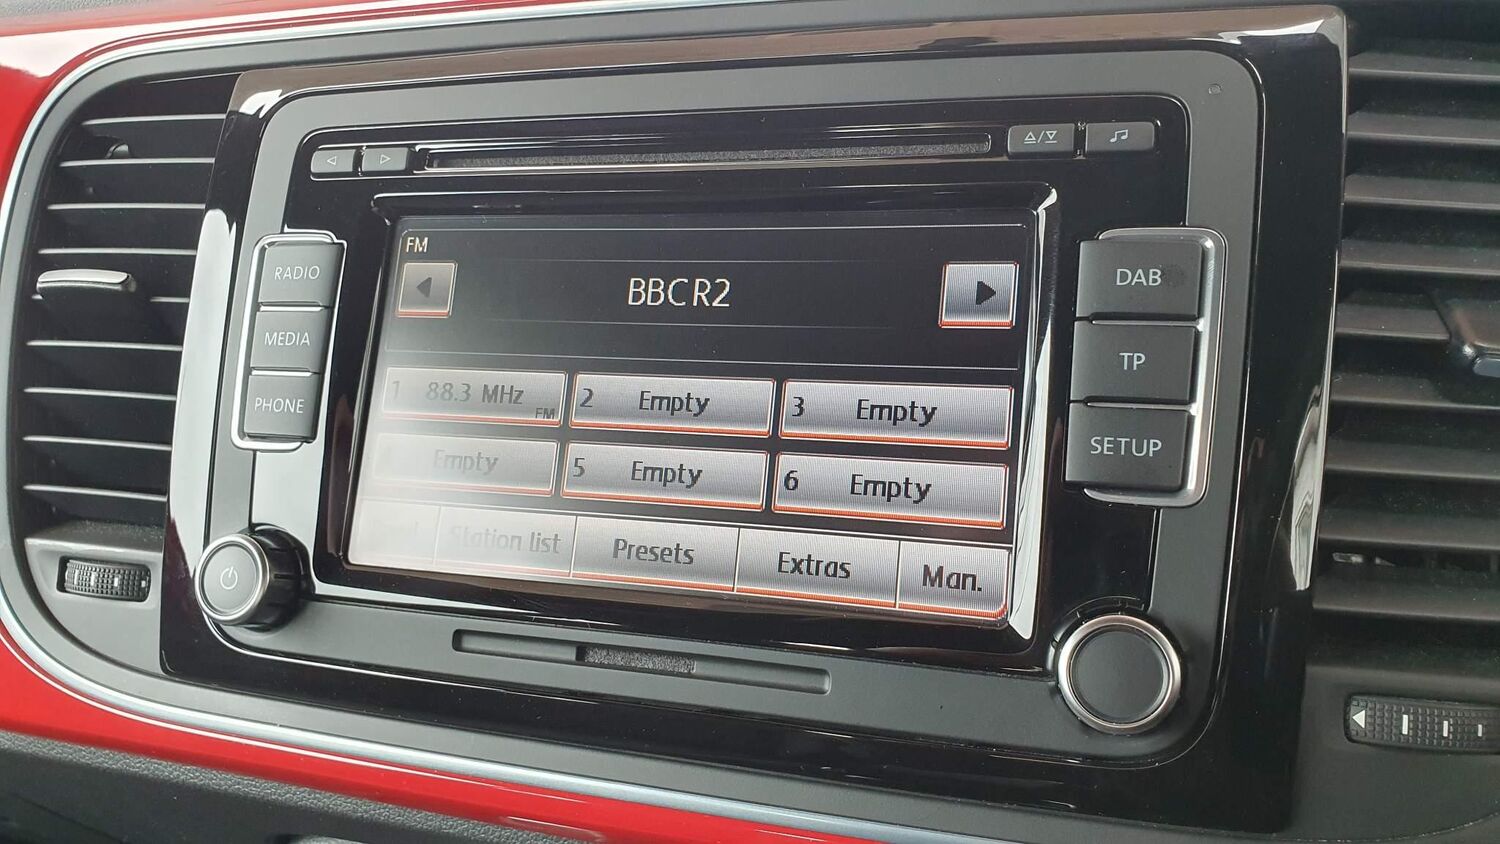 RADIO
MEDIA
PHONE
FM
BBC R2
1 88.3 MHz FM
2 Empty
3 Empty
Empty
5 Empty
6 Empty
Station list
Presets
Extras
Man.
DAB
TP
SETUP